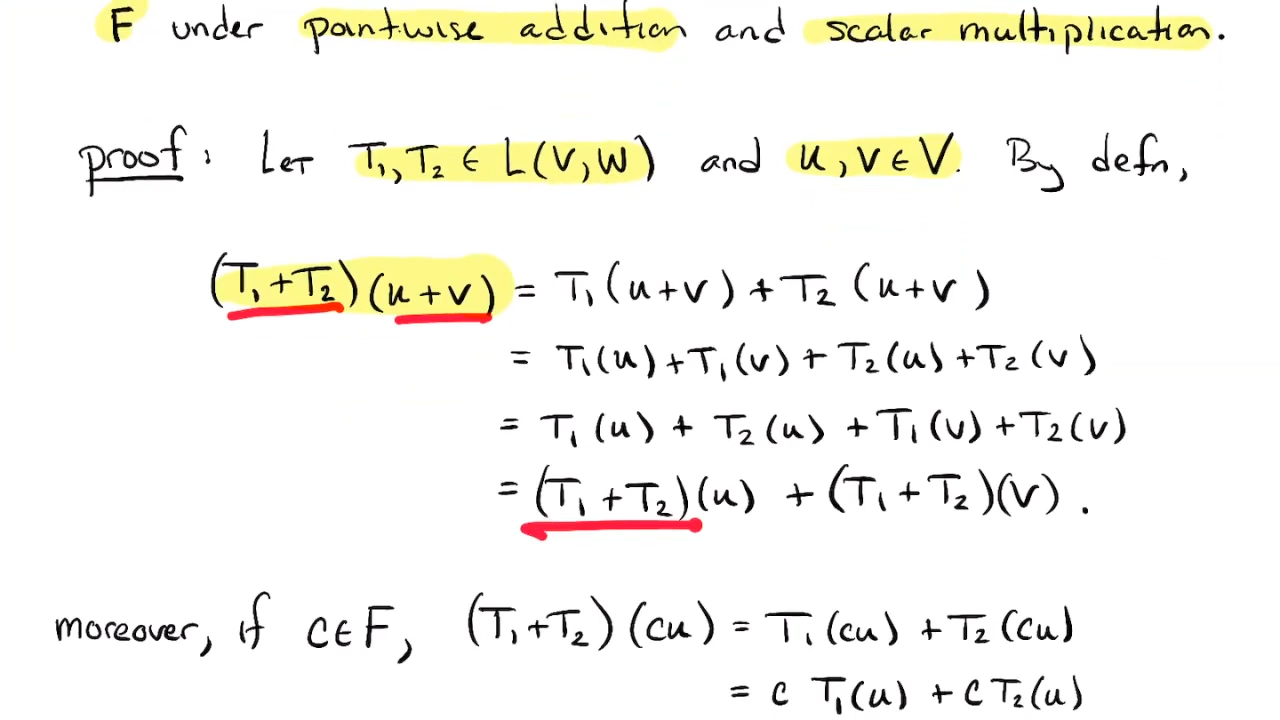 F under pointwise addition and scalar multiplication.
proof: Let T₁, T₂ ∈ L(V,W) and u, v ∈ V. By defn,
(T₁+T₂)(u+v) = T₁(u+v) + T₂(u+v)
= T₁(u) + T₁(v) + T₂(u) + T₂(v)
= T₁(u) + T₂(u) + T₁(v) + T₂(v)
= (T₁+T₂)(u) + (T₁+T₂)(v).
moreover, if c∈F, (T₁+T₂)(cu) = T₁(cu) + T₂(cu)
= c T₁(u) + c T₂(u)